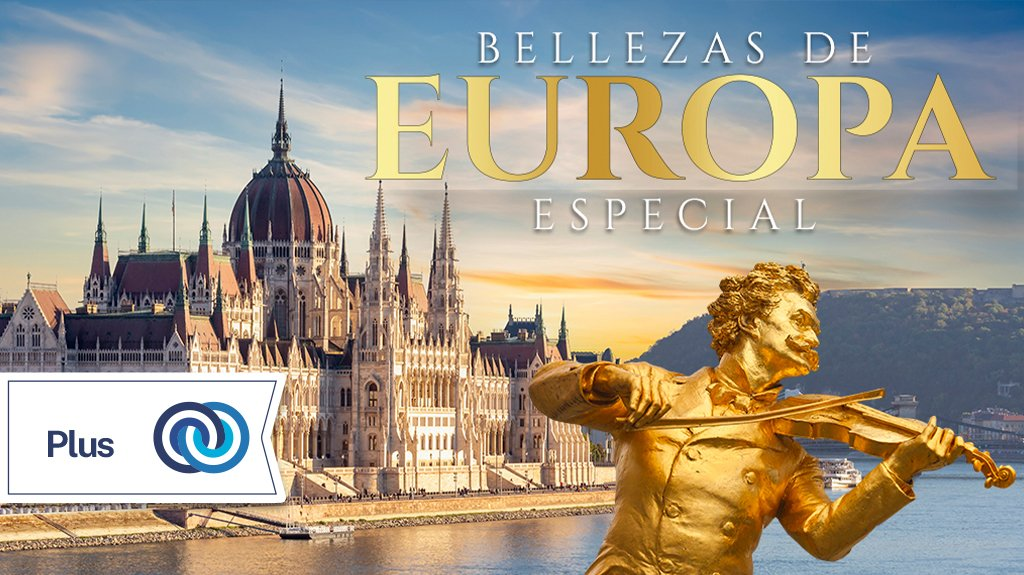 BELLEZAS DE
EUROPA
ESPECIAL
Plus